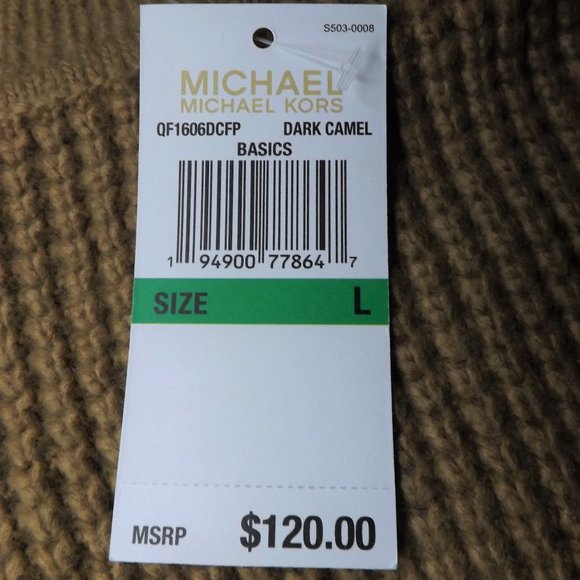 S503-0008
MICHAEL
MICHAEL KORS
QF1606DCFP DARK CAMEL
BASICS
1 94900 77864 7
SIZE L
MSRP $120.00